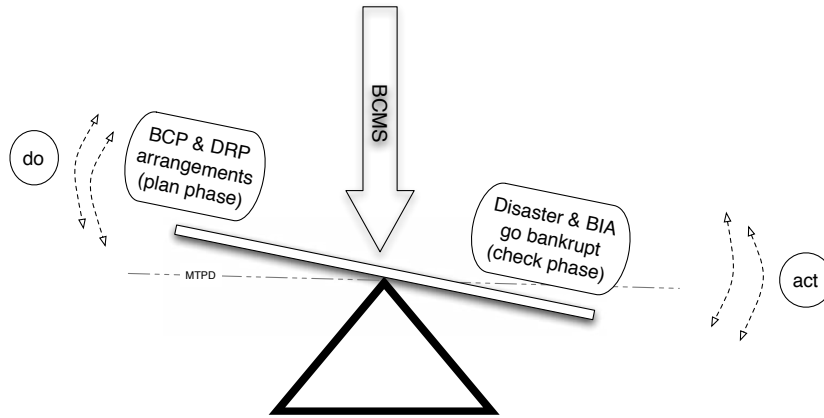 BCMS
do
BCP & DRP
arrangements
(plan phase)
Disaster & BIA
go bankrupt
(check phase)
MTPD
act